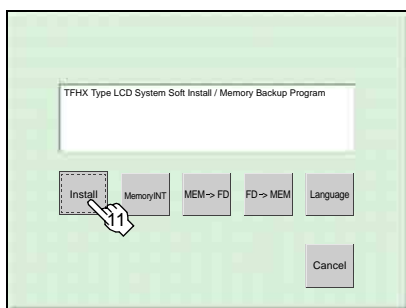 TFHX Type LCD System Soft Install / Memory Backup Program
Install MemoryINT MEM–> FD FD–> MEM Language
11
Cancel